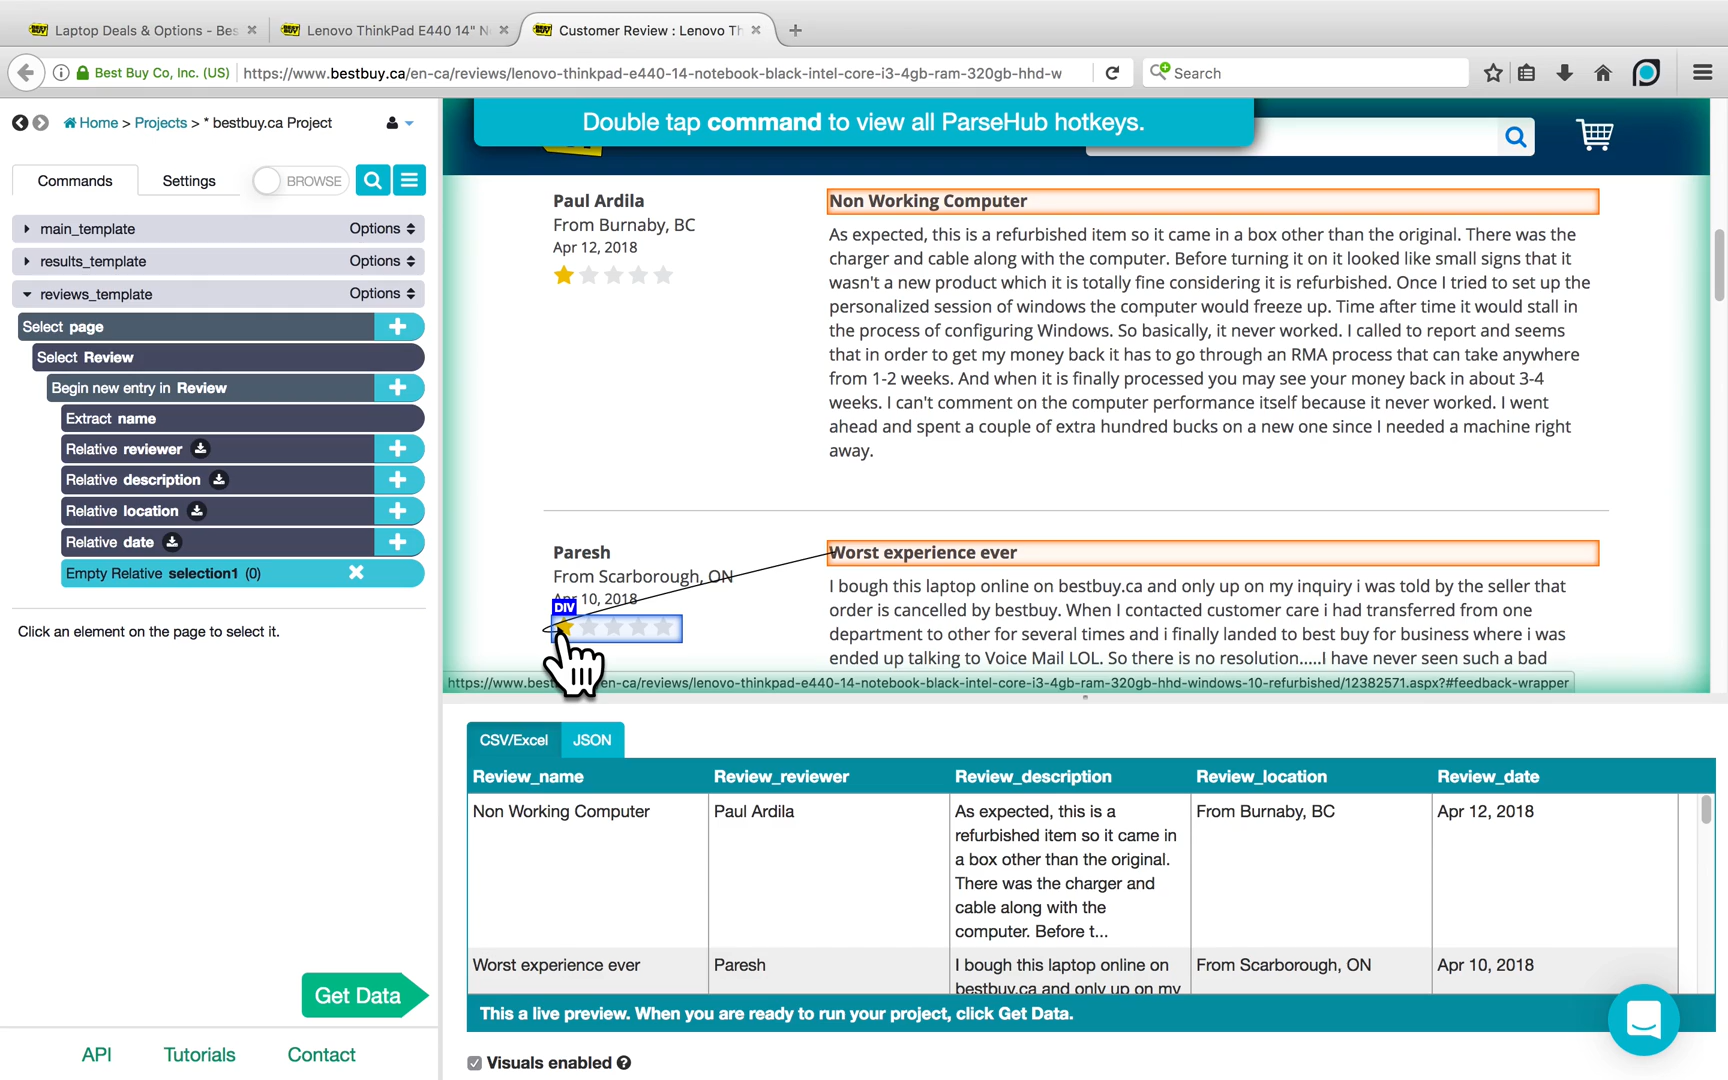 Laptop Deals & Options - Bes
Lenovo ThinkPad E440 14" N
Customer Review : Lenovo Th
Best Buy Co, Inc. (US)
https://www.bestbuy.ca/en-ca/reviews/lenovo-thinkpad-e440-14-notebook-black-intel-core-i3-4gb-ram-320gb-hhd-w
Search
Home > Projects > * bestbuy.ca Project
Double tap command to view all ParseHub hotkeys.
Commands
Settings
BROWSE
main_template
Options
results_template
Options
reviews_template
Options
Select page
Select Review
Begin new entry in Review
Extract name
Relative reviewer
Relative description
Relative location
Relative date
Empty Relative selection1 (0)
Click an element on the page to select it.
Get Data
API
Tutorials
Contact
Paul Ardila
From Burnaby, BC
Apr 12, 2018
Non Working Computer
As expected, this is a refurbished item so it came in a box other than the original. There was the
charger and cable along with the computer. Before turning it on it looked like small signs that it
wasn't a new product which it is totally fine considering it is refurbished. Once I tried to set up the
personalized session of windows the computer would freeze up. Time after time it would stall in
the process of configuring Windows. So basically, it never worked. I called to report and seems
that in order to get my money back it has to go through an RMA process that can take anywhere
from 1-2 weeks. And when it is finally processed you may see your money back in about 3-4
weeks. I can't comment on the computer performance itself because it never worked. I went
ahead and spent a couple of extra hundred bucks on a new one since I needed a machine right
away.
Paresh
From Scarborough, ON
Apr 10, 2018
DIV
Worst experience ever
I bought this laptop online on bestbuy.ca and only up on my inquiry i was told by the seller that
order is cancelled by bestbuy. When I contacted customer care i had transferred from one
department to other for several times and i finally landed to best buy for business where i was
ended up talking to Voice Mail LOL. So there is no resolution.....I have never seen such a bad
https://www.best en-ca/reviews/lenovo-thinkpad-e440-14-notebook-black-intel-core-i3-4gb-ram-320gb-hhd-windows-10-refurbished/12382571.aspx?#feedback-wrapper
CSV/Excel
JSON
Review_name
Review_reviewer
Review_description
Review_location
Review_date
Non Working Computer
Paul Ardila
As expected, this is a
refurbished item so it came in
a box other than the original.
There was the charger and
cable along with the
computer. Before t...
From Burnaby, BC
Apr 12, 2018
Worst experience ever
Paresh
I bough this laptop online on
bestbuy.ca and only up on my
From Scarborough, ON
Apr 10, 2018
This a live preview. When you are ready to run your project, click Get Data.
Visuals enabled